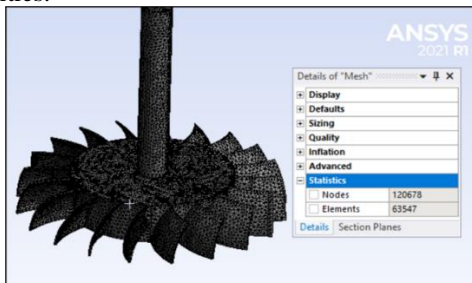 ANSYS
2021 R1
Details of "Mesh"
Display
Defaults
Sizing
Quality
Inflation
Advanced
Statistics
Nodes 120678
Elements 63547
Details Section Planes